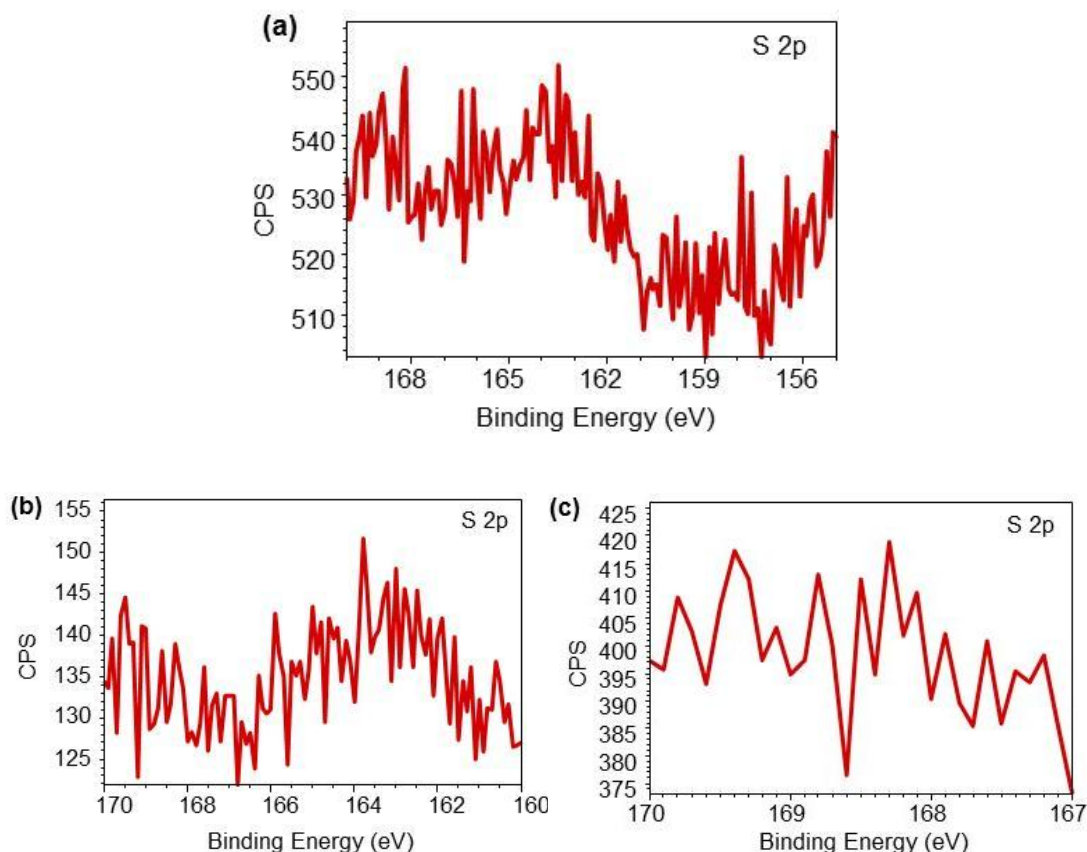 (a)
S 2p
550
540
530
520
510
CPS
168 165 162 159 156
Binding Energy (eV)
(b)
S 2p
155
150
145
140
135
130
125
CPS
170 168 166 164 162 160
Binding Energy (eV)
(c)
S 2p
425
420
415
410
405
400
395
390
385
380
375
CPS
170 169 168 167
Binding Energy (eV)